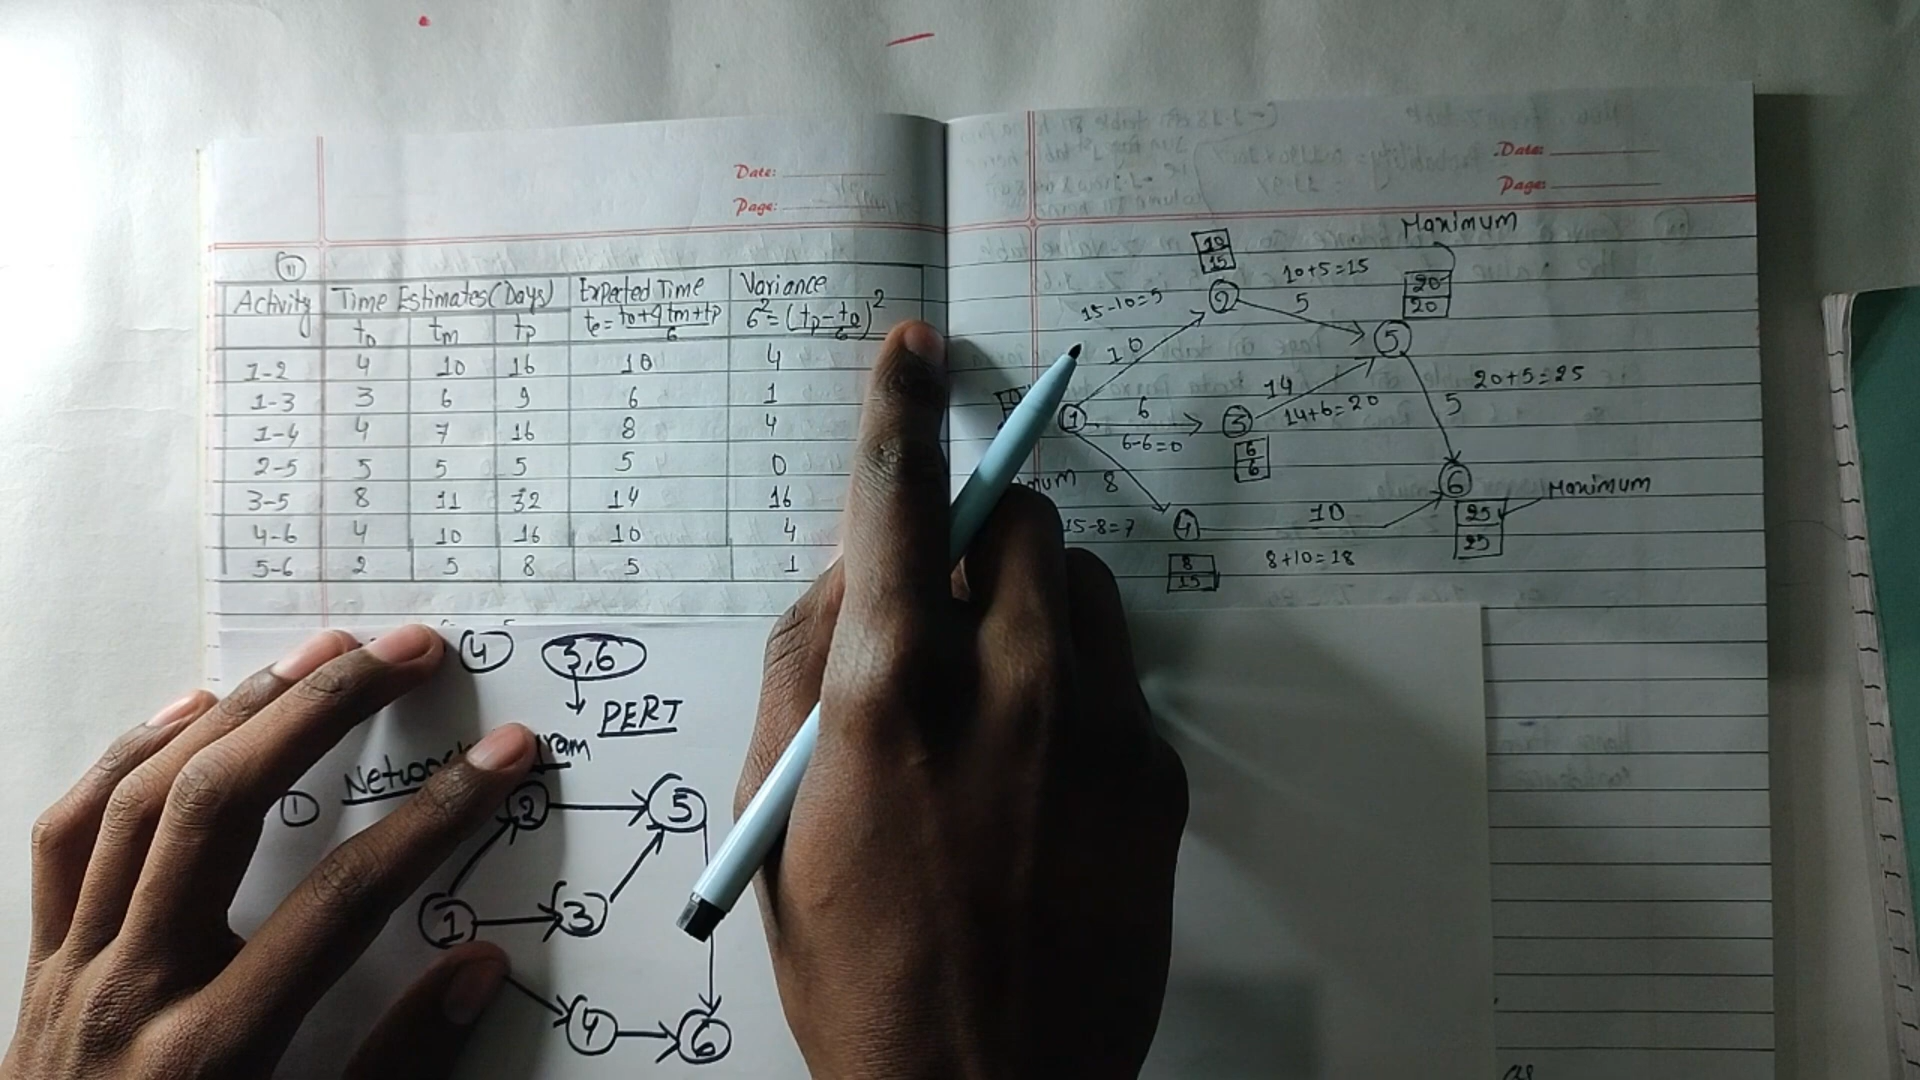 Date:
Page:
11
Activity Time Estimates (Days) Expected Time Variance
to tm tp te = to+4tm+tp/6 6² = (tp-to/6)²
1-2 4 10 16 10 4
1-3 3 6 9 6 1
1-4 4 7 16 8 4
2-5 5 5 5 5 0
3-5 8 11 32 14 16
4-6 4 10 16 10 4
5-6 2 5 8 5 1
4 3,6
PERT
1
2 5
1 3
4 6
Date:
Page:
Maximum
10
15
10+5=15
20
20
15-10=5
2
5
5
10
14
14+6=20
20+5=25
5
1
6
6-6=0
3
6
6
8
15-8=7
4
10
6
Maximum
25
25
8
15
8+10=18